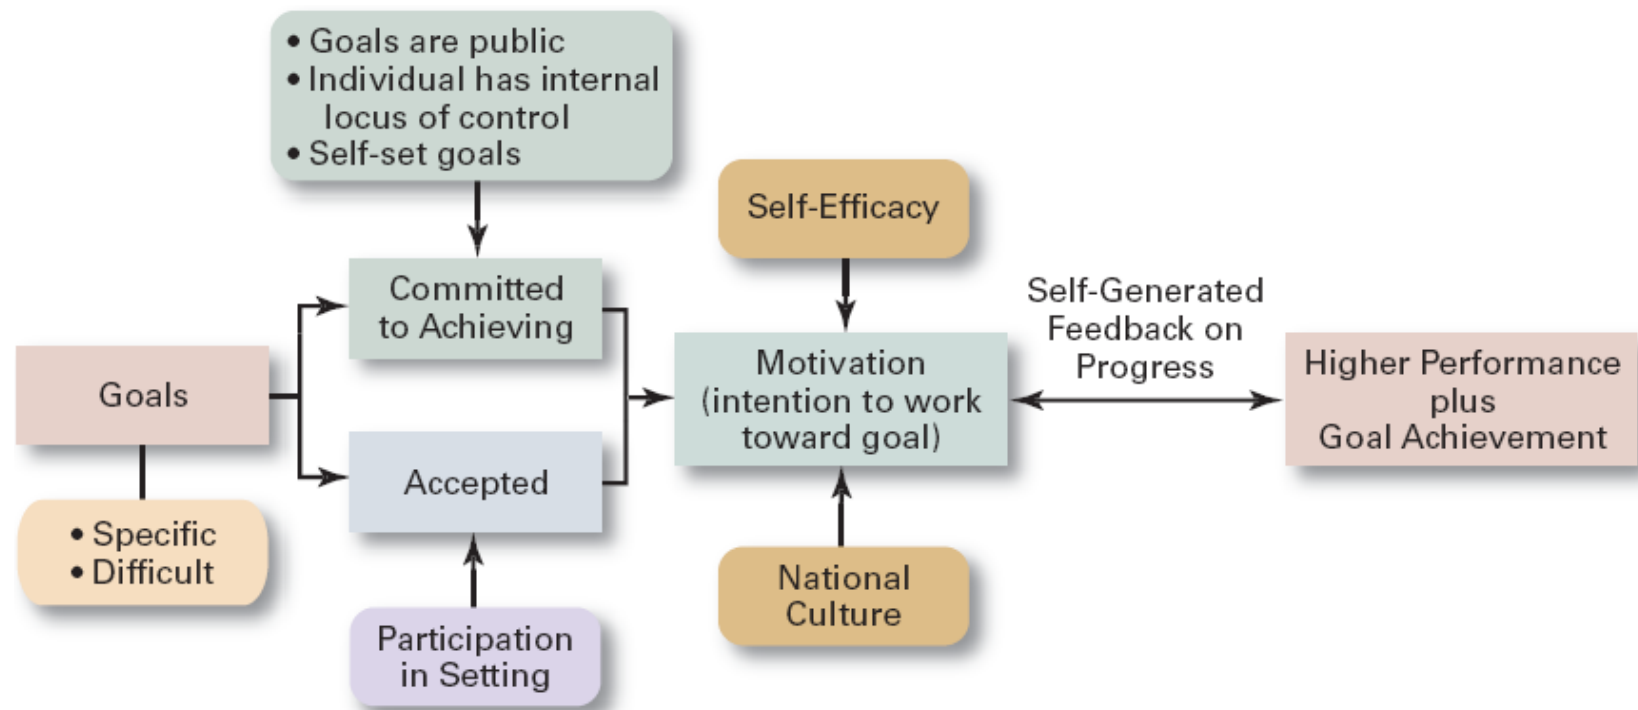 • Goals are public
• Individual has internal
locus of control
• Self-set goals
Self-Efficacy
Committed
to Achieving
Self-Generated
Feedback on
Progress
Goals
Motivation
(intention to work
toward goal)
Higher Performance
plus
Goal Achievement
Accepted
• Specific
• Difficult
National
Culture
Participation
in Setting